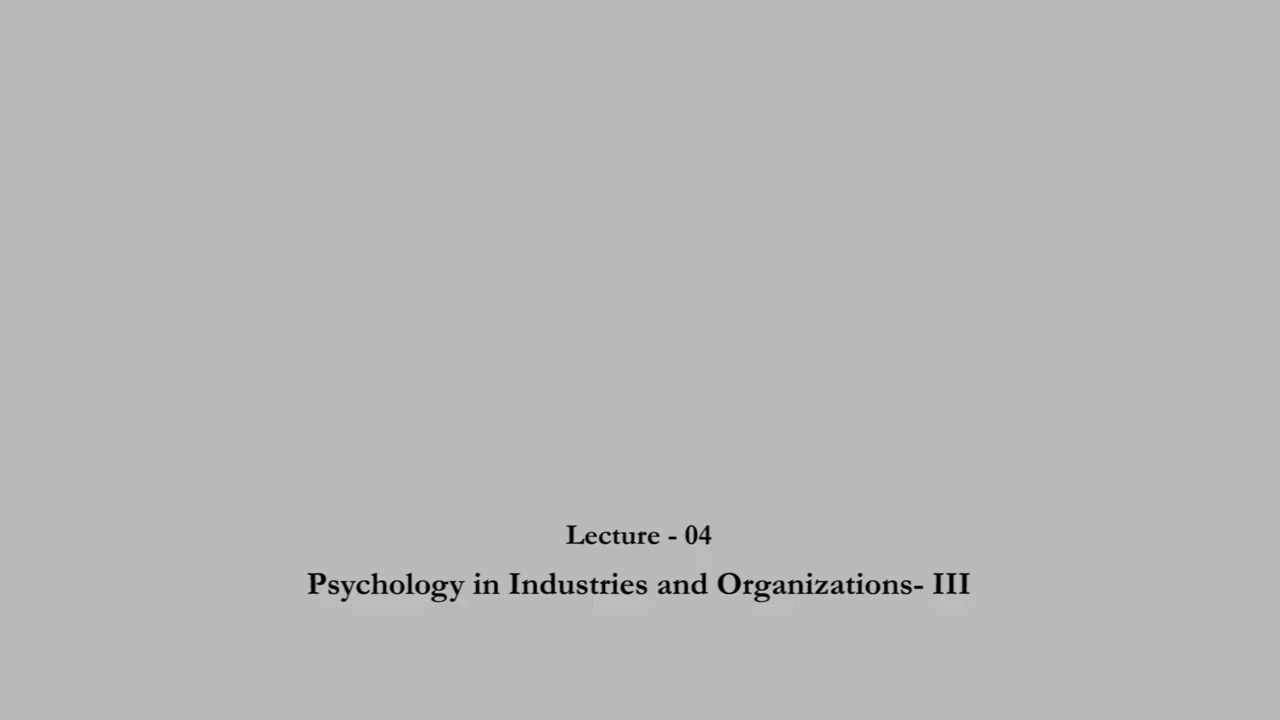 Lecture - 04
Psychology in Industries and Organizations- III